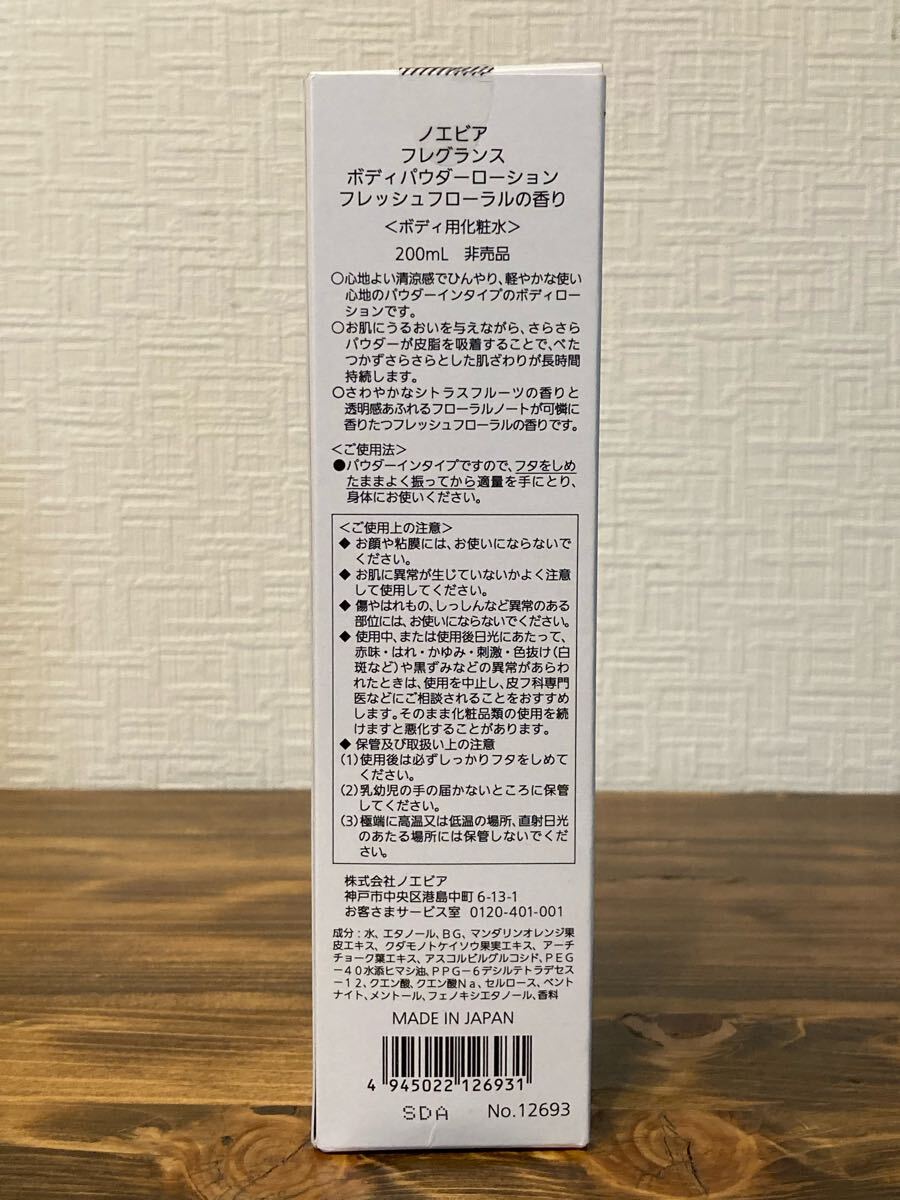 ノエビア
フレグランス
ボディパウダーローション
フレッシュフローラルの香り
＜ボディ用化粧水＞
200mL 非売品
○心地よい清涼感でひんやり、軽やかな使い
心地のパウダーインタイプのボディロー
ションです。
○お肌にうるおいを与えながら、さらさら
パウダーが皮脂を吸着することで、べた
つかずさらさらとした肌ざわりが長時間
持続します。
○さわやかなシトラスフルーツの香りと
透明感あふれるフローラルノートが可憐に
香りたつフレッシュフローラルの香りです。
＜ご使用法＞
●パウダーインタイプですので、フタをしめ
たままよく振ってから適量を手にとり、
身体にお使いください。
＜ご使用上の注意＞
◆ お顔や粘膜には、お使いにならないで
ください。
◆ お肌に異常が生じていないかよく注意
して使用してください。
◆ 傷やはれもの、しっしんなど異常のある
部位には、お使いにならないでください。
◆ 使用中、または使用後日光にあたって、
赤味・はれ・かゆみ・刺激・色抜け(白
斑など)や黒ずみなどの異常があらわ
れたときは、使用を中止し、皮フ科専門
医などにご相談されることをおすすめ
します。そのまま化粧品類の使用を続
けますと悪化することがあります。
◆ 保管及び取扱い上の注意
(1)使用後は必ずしっかりフタをしめて
ください。
(2)乳幼児の手の届かないところに保管
してください。
(3)極端に高温又は低温の場所、直射日光
のあたる場所には保管しないでくだ
さい。
株式会社ノエビア
神戸市中央区港島中町 6-13-1
お客さまサービス室 0120-401-001
成分：水、エタノール、BG、マンダリンオレンジ果
皮エキス、クダモノトケイソウ果実エキス、アーチ
チョーク葉エキス、アスコルビルグルコシド、PEG
－40水添ヒマシ油、PPG－6デシルテトラデセス
－12、クエン酸、クエン酸Na、セルロース、ベント
ナイト、メントール、フェノキシエタノール、香料
MADE IN JAPAN
4 945022 126931
SDA No.12693